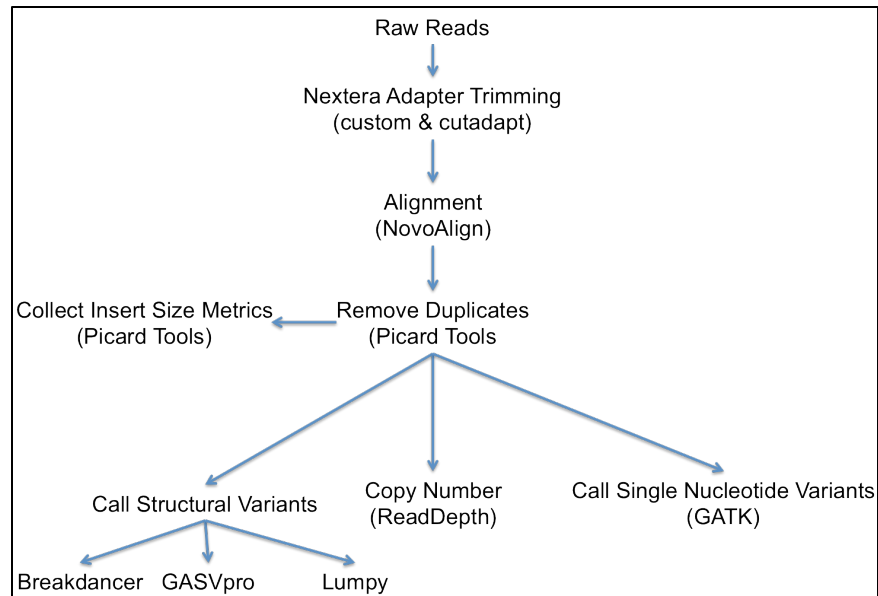 Raw Reads
Nextera Adapter Trimming
(custom & cutadapt)
Alignment
(NovoAlign)
Collect Insert Size Metrics
(Picard Tools)
Remove Duplicates
(Picard Tools
Call Structural Variants
Copy Number
(ReadDepth)
Call Single Nucleotide Variants
(GATK)
Breakdancer
GASVpro
Lumpy